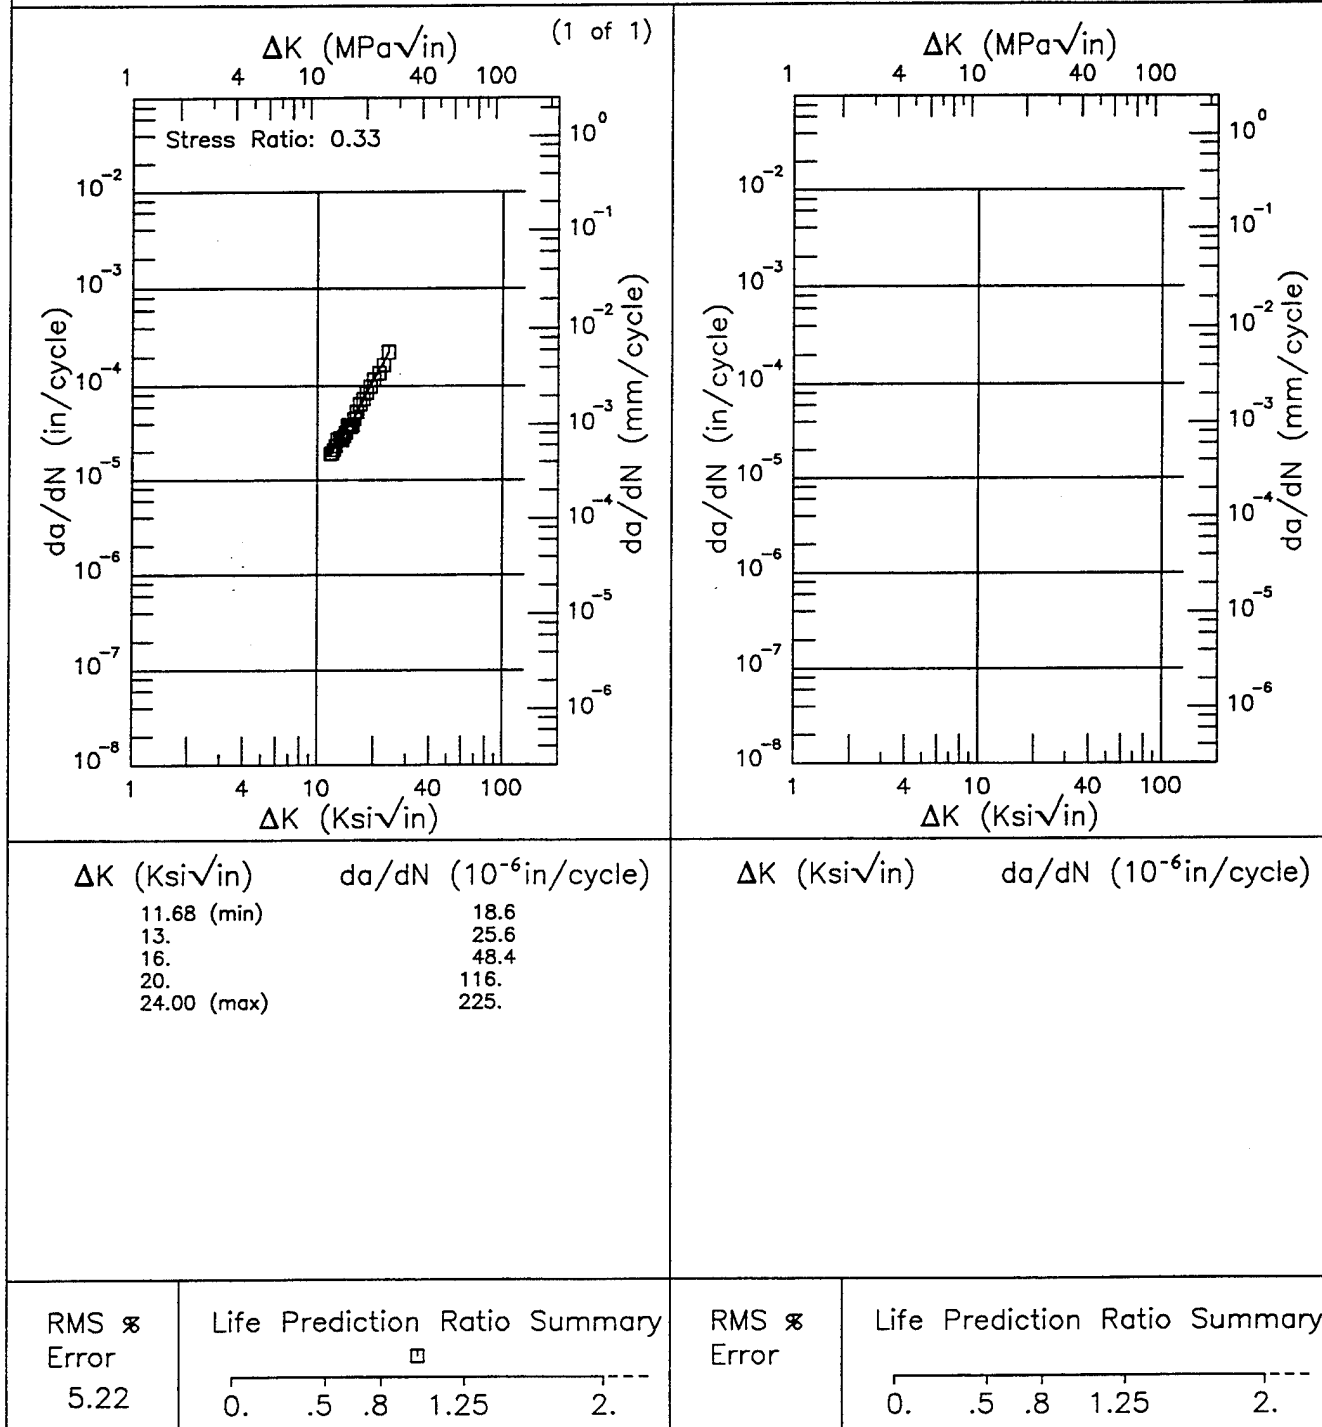 (1 of 1)
ΔK (MPa√in)
1 4 10 40 100
Stress Ratio: 0.33
10⁰
10⁻²
10⁻¹
10⁻³
10⁻²
10⁻⁴
10⁻³
10⁻⁵
10⁻⁴
10⁻⁶
10⁻⁵
10⁻⁷
10⁻⁶
10⁻⁸
da/dN (in/cycle)
da/dN (mm/cycle)
1 4 10 40 100
ΔK (Ksi√in)
ΔK (MPa√in)
1 4 10 40 100
10⁰
10⁻²
10⁻¹
10⁻³
10⁻²
10⁻⁴
10⁻³
10⁻⁵
10⁻⁴
10⁻⁶
10⁻⁵
10⁻⁷
10⁻⁶
10⁻⁸
da/dN (in/cycle)
da/dN (mm/cycle)
1 4 10 40 100
ΔK (Ksi√in)
ΔK (Ksi√in) da/dN (10⁻⁶in/cycle)
11.68 (min) 18.6
13. 25.6
16. 48.4
20. 116.
24.00 (max) 225.
ΔK (Ksi√in) da/dN (10⁻⁶in/cycle)
RMS %
Error
5.22
Life Prediction Ratio Summary
0. .5 .8 1.25 2.
RMS %
Error
Life Prediction Ratio Summary
0. .5 .8 1.25 2.